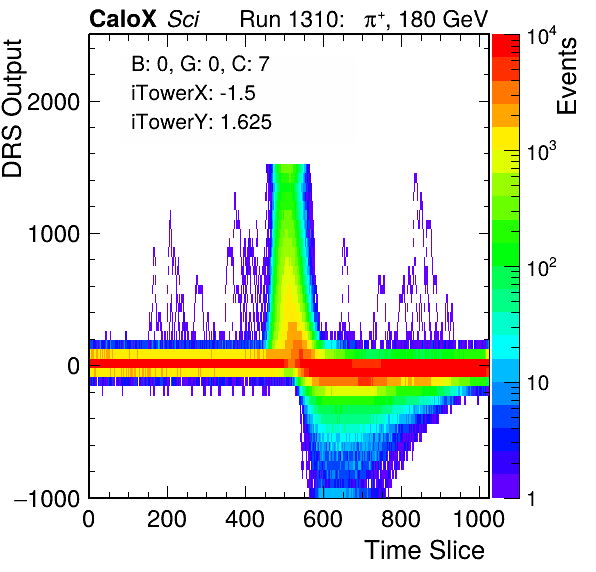 CaloX Sci Run 1310: π⁺, 180 GeV
B: 0, G: 0, C: 7
iTowerX: -1.5
iTowerY: 1.625
DRS Output
2000
1000
0
−1000
0 200 400 600 800 1000
Time Slice
Events
10⁴
10³
10²
10
1